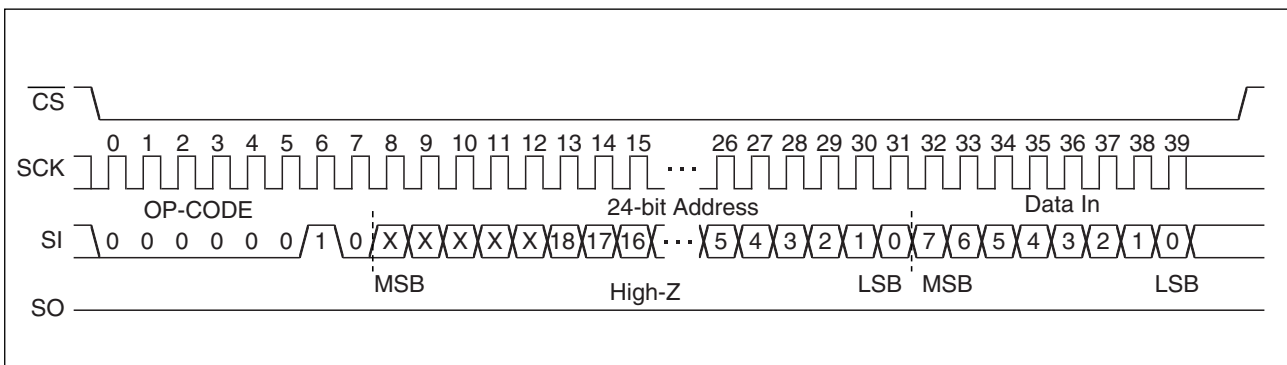 CS
0 1 2 3 4 5 6 7 8 9 10 11 12 13 14 15 26 27 28 29 30 31 32 33 34 35 36 37 38 39
SCK ···
OP-CODE 24-bit Address Data In
SI 0 0 0 0 0 0 1 0 X X X X X 18 17 16 ··· 5 4 3 2 1 0 7 6 5 4 3 2 1 0
MSB High-Z LSB MSB LSB
SO